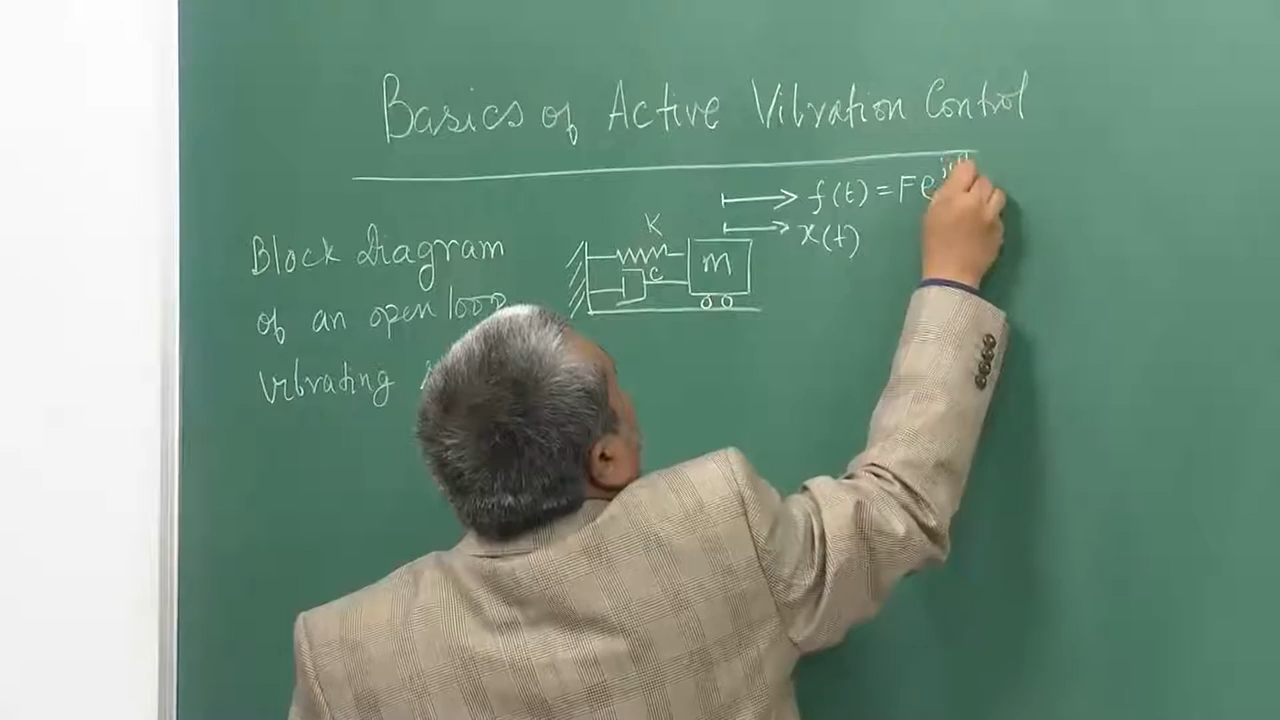 Basics of Active Vibration Control
f(t) = Fe
x(t)
K
c
m
Block Diagram
of an open loop
vibrating